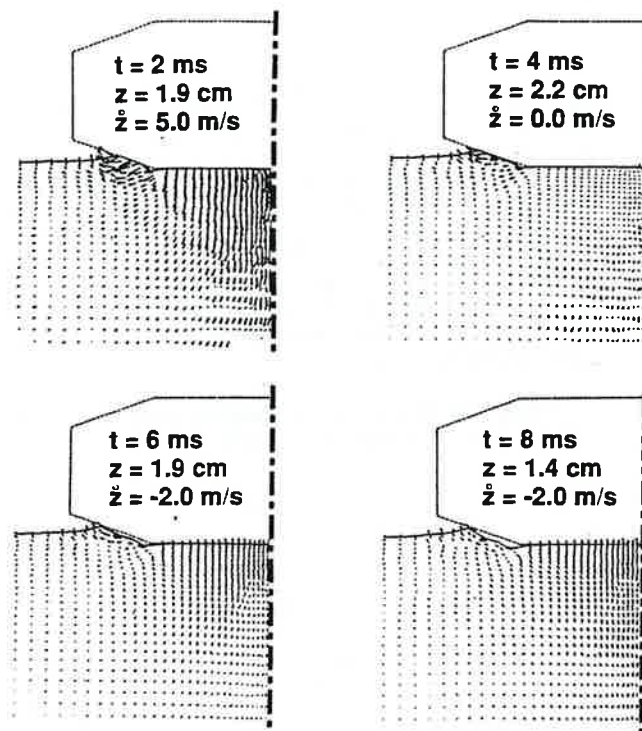 t = 2 ms
z = 1.9 cm
z̊ = 5.0 m/s
t = 4 ms
z = 2.2 cm
z̊ = 0.0 m/s
t = 6 ms
z = 1.9 cm
z̊ = -2.0 m/s
t = 8 ms
z = 1.4 cm
z̊ = -2.0 m/s